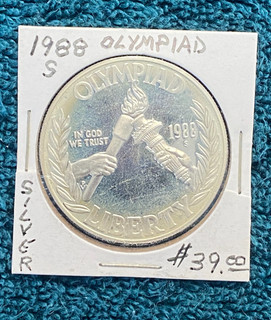 1988 OLYMPIAD
S
OLYMPIAD
IN GOD
WE TRUST
1988
S
LIBERTY
SILVER
$39.00